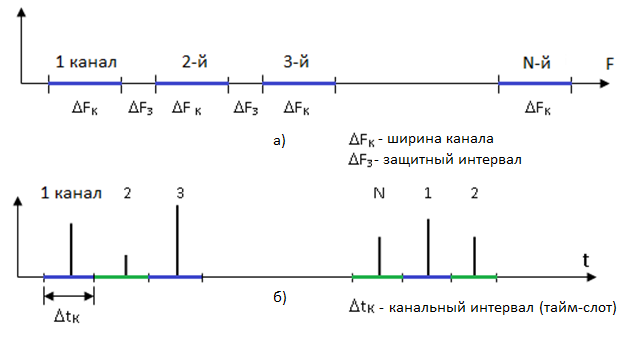 1 канал 2-й 3-й N-й F
ΔFк ΔFз ΔFк ΔFз ΔFк ΔFк
а) ΔFк - ширина канала
ΔFз - защитный интервал
1 канал 2 3 N 1 2
t
б) Δtк - канальный интервал (тайм-слот)
Δtк